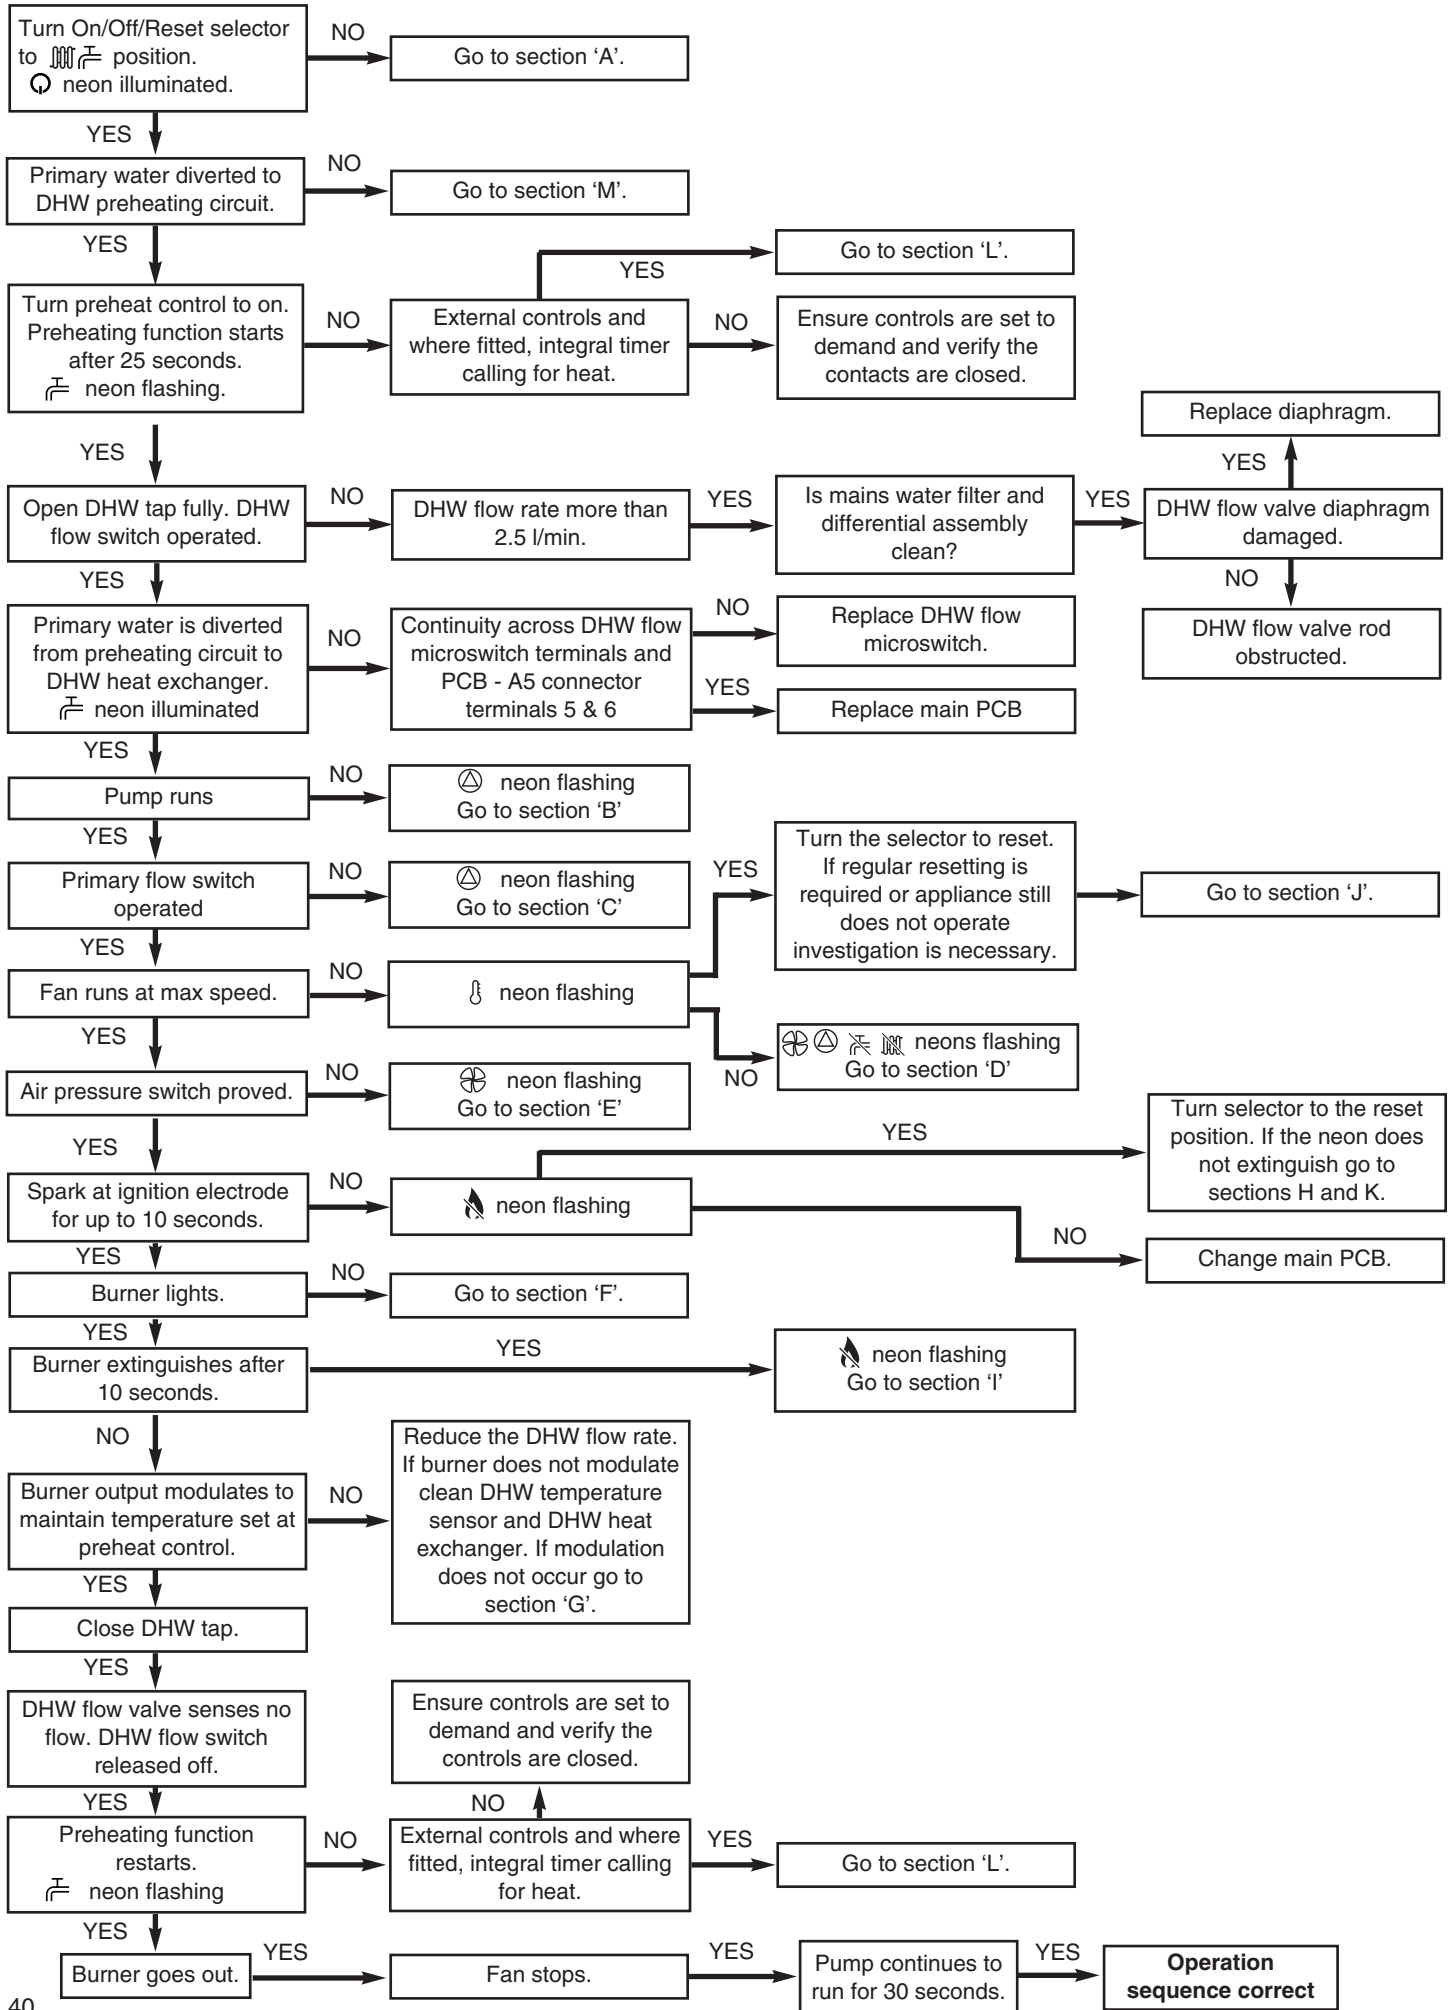 Turn On/Off/Reset selector
to position.
neon illuminated.
NO
Go to section ‘A’.
YES
Primary water diverted to
DHW preheating circuit.
NO
Go to section ‘M’.
YES
Turn preheat control to on.
Preheating function starts
after 25 seconds.
neon flashing.
NO
External controls and
where fitted, integral timer
calling for heat.
YES
Go to section ‘L’.
NO
Ensure controls are set to
demand and verify the
contacts are closed.
YES
Open DHW tap fully. DHW
flow switch operated.
NO
DHW flow rate more than
2.5 l/min.
YES
Is mains water filter and
differential assembly
clean?
YES
DHW flow valve diaphragm
damaged.
YES
Replace diaphragm.
NO
DHW flow valve rod
obstructed.
YES
Primary water is diverted
from preheating circuit to
DHW heat exchanger.
neon illuminated
NO
Continuity across DHW flow
microswitch terminals and
PCB - A5 connector
terminals 5 & 6
NO
Replace DHW flow
microswitch.
YES
Replace main PCB
YES
Pump runs
NO
neon flashing
Go to section ‘B’
YES
Primary flow switch
operated
NO
neon flashing
Go to section ‘C’
YES
Fan runs at max speed.
NO
neon flashing
YES
Turn the selector to reset.
If regular resetting is
required or appliance still
does not operate
investigation is necessary.
Go to section ‘J’.
NO
neons flashing
Go to section ‘D’
YES
Air pressure switch proved.
NO
neon flashing
Go to section ‘E’
YES
Spark at ignition electrode
for up to 10 seconds.
NO
neon flashing
YES
Turn selector to the reset
position. If the neon does
not extinguish go to
sections H and K.
NO
Change main PCB.
YES
Burner lights.
NO
Go to section ‘F’.
YES
Burner extinguishes after
10 seconds.
YES
neon flashing
Go to section ‘I’
NO
Burner output modulates to
maintain temperature set at
preheat control.
NO
Reduce the DHW flow rate.
If burner does not modulate
clean DHW temperature
sensor and DHW heat
exchanger. If modulation
does not occur go to
section ‘G’.
YES
Close DHW tap.
YES
DHW flow valve senses no
flow. DHW flow switch
released off.
YES
Preheating function
restarts.
neon flashing
NO
External controls and where
fitted, integral timer calling
for heat.
NO
Ensure controls are set to
demand and verify the
controls are closed.
YES
Go to section ‘L’.
YES
Burner goes out.
YES
Fan stops.
YES
Pump continues to
run for 30 seconds.
YES
Operation
sequence correct
40